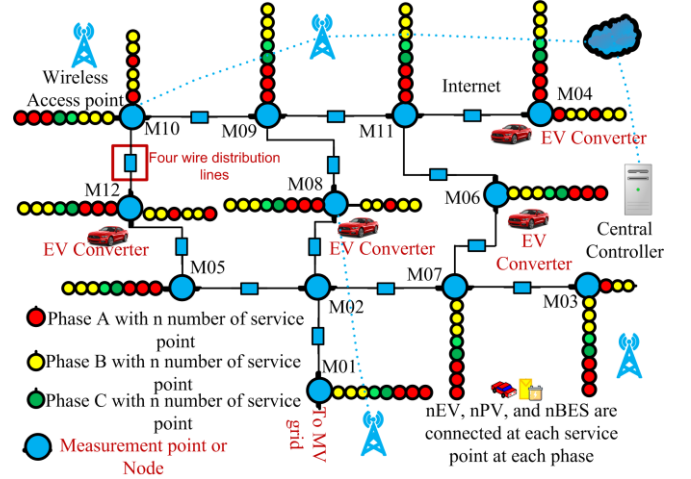 Wireless
Access point
Internet
M04
M10
M09
M11
EV Converter
Four wire distribution
lines
M12
M08
M06
EV Converter
EV Converter
EV
Converter
Central
Controller
M05
M02
M07
M03
Phase A with n number of service
point
Phase B with n number of service
point
Phase C with n number of service
point
Measurement point or
Node
M01
To MV
grid
nEV, nPV, and nBES are
connected at each service
point at each phase